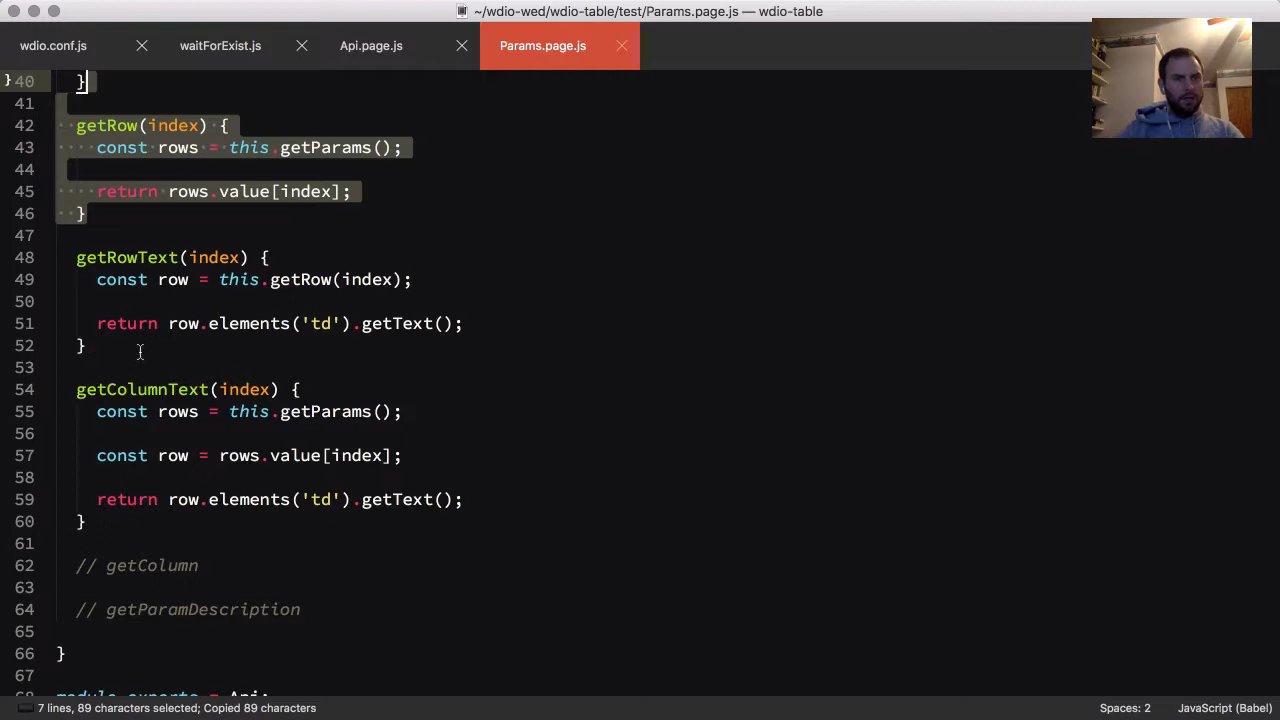 ~/wdio-wed/wdio-table/test/Params.page.js — wdio-table
wdio.conf.js waitForExist.js Api.page.js Params.page.js
40 }
41
42 getRow(index) {
43 const rows = this.getParams();
44
45 return rows.value[index];
46 }
47
48 getRowText(index) {
49 const row = this.getRow(index);
50
51 return row.elements('td').getText();
52 }
53
54 getColumnText(index) {
55 const rows = this.getParams();
56
57 const row = rows.value[index];
58
59 return row.elements('td').getText();
60 }
61
62 // getColumn
63
64 // getParamDescription
65
66 }
67
68 module.exports = Api;
7 lines, 89 characters selected; Copied 89 characters Spaces: 2 JavaScript (Babel)